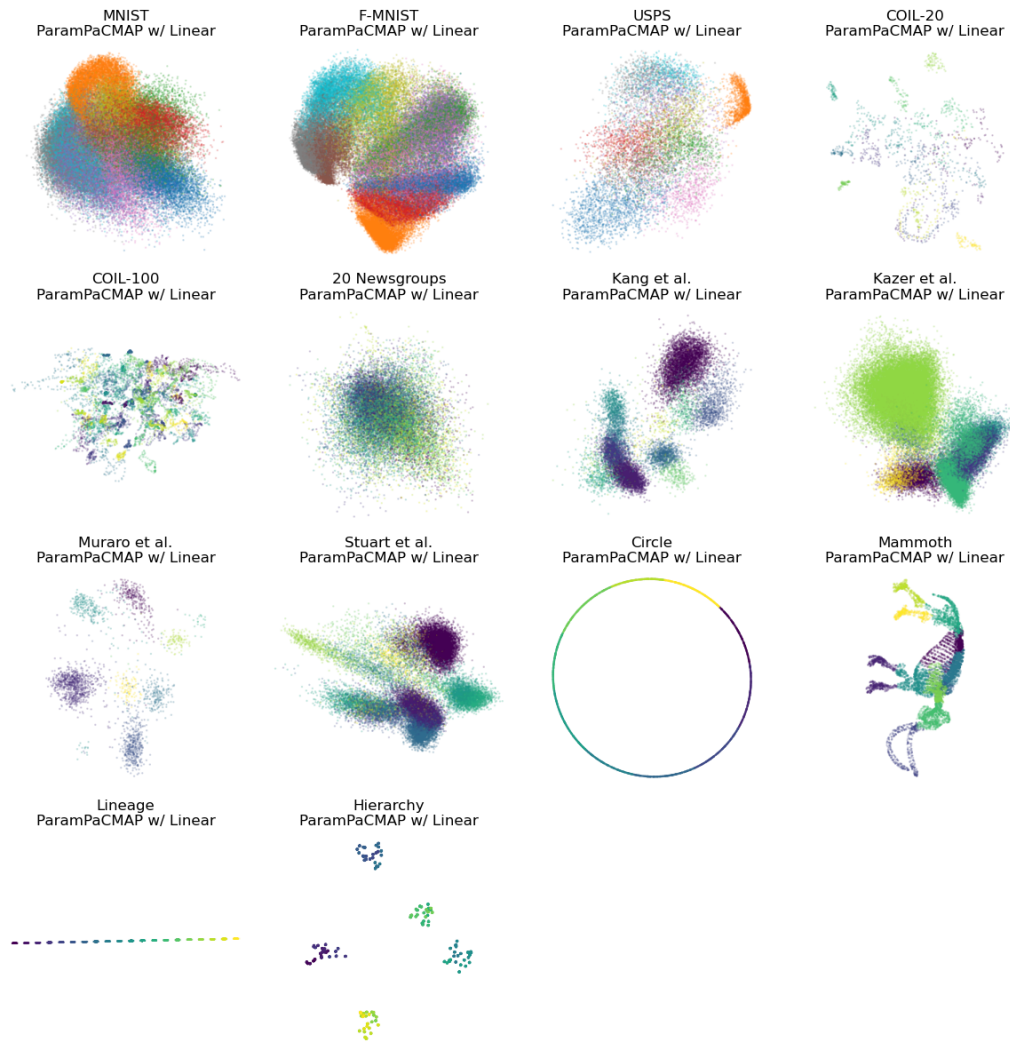 MNIST
ParamPaCMAP w/ Linear
F-MNIST
ParamPaCMAP w/ Linear
USPS
ParamPaCMAP w/ Linear
COIL-20
ParamPaCMAP w/ Linear
COIL-100
ParamPaCMAP w/ Linear
20 Newsgroups
ParamPaCMAP w/ Linear
Kang et al.
ParamPaCMAP w/ Linear
Kazer et al.
ParamPaCMAP w/ Linear
Muraro et al.
ParamPaCMAP w/ Linear
Stuart et al.
ParamPaCMAP w/ Linear
Circle
ParamPaCMAP w/ Linear
Mammoth
ParamPaCMAP w/ Linear
Lineage
ParamPaCMAP w/ Linear
Hierarchy
ParamPaCMAP w/ Linear